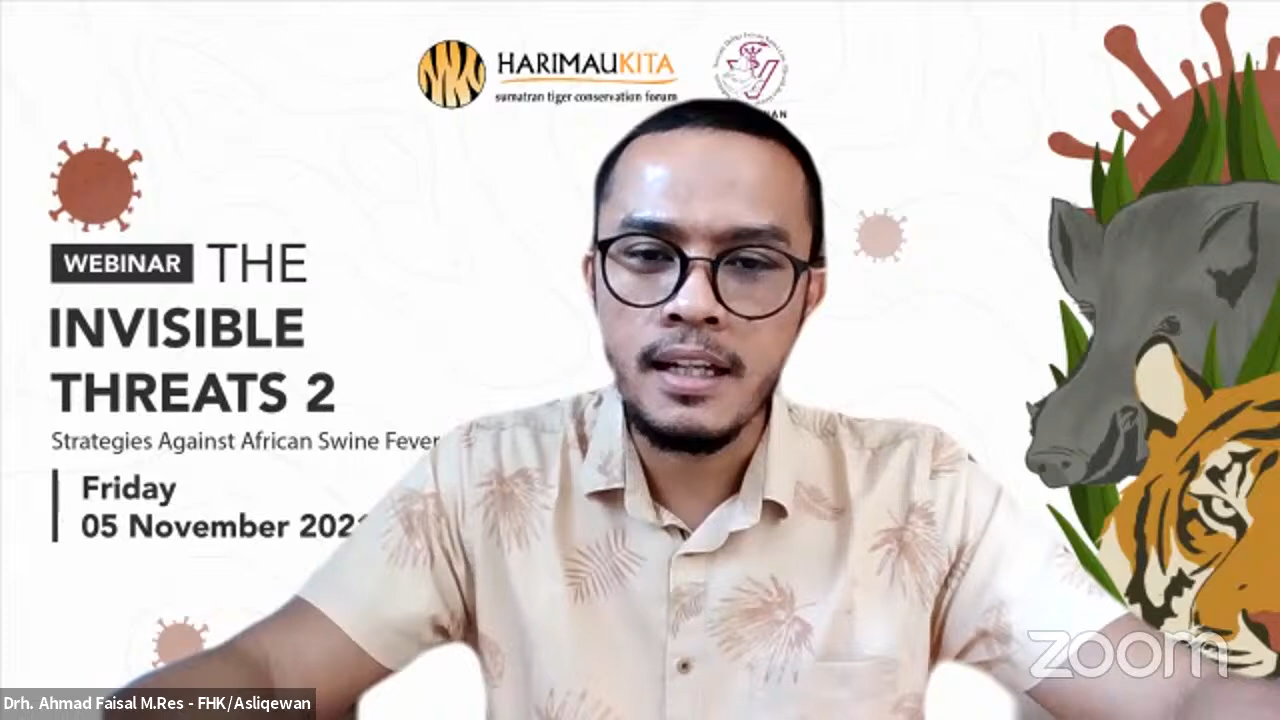 HARIMAUKITA
sumatran tiger conservation forum
WEBINAR THE
INVISIBLE
THREATS 2
Strategies Against African Swine Fever
Friday
05 November 202
zoom
Drh. Ahmad Faisal M.Res - FHK/Asliqewan